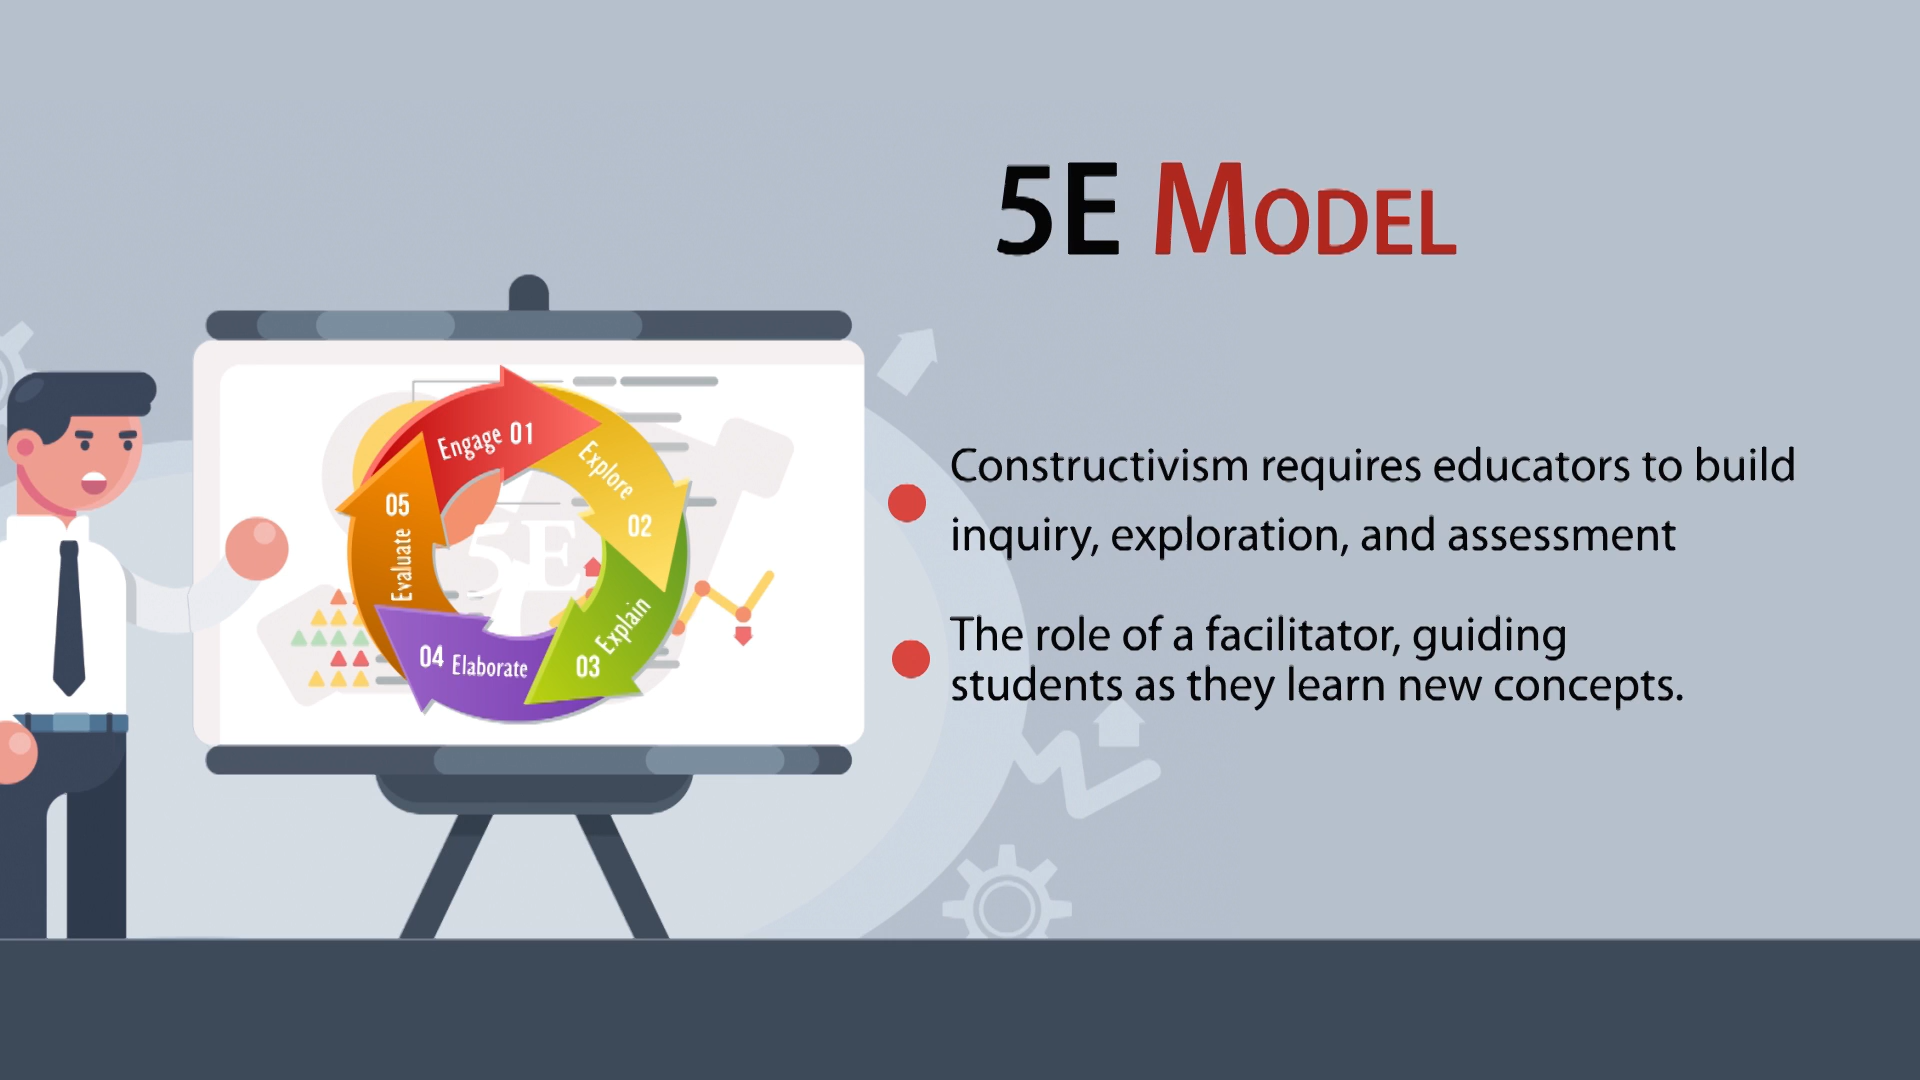 5E MODEL
Engage 01
Explore
02
05
Evaluate
5E
Explain
03
04 Elaborate
Constructivism requires educators to build
inquiry, exploration, and assessment
The role of a facilitator, guiding
students as they learn new concepts.